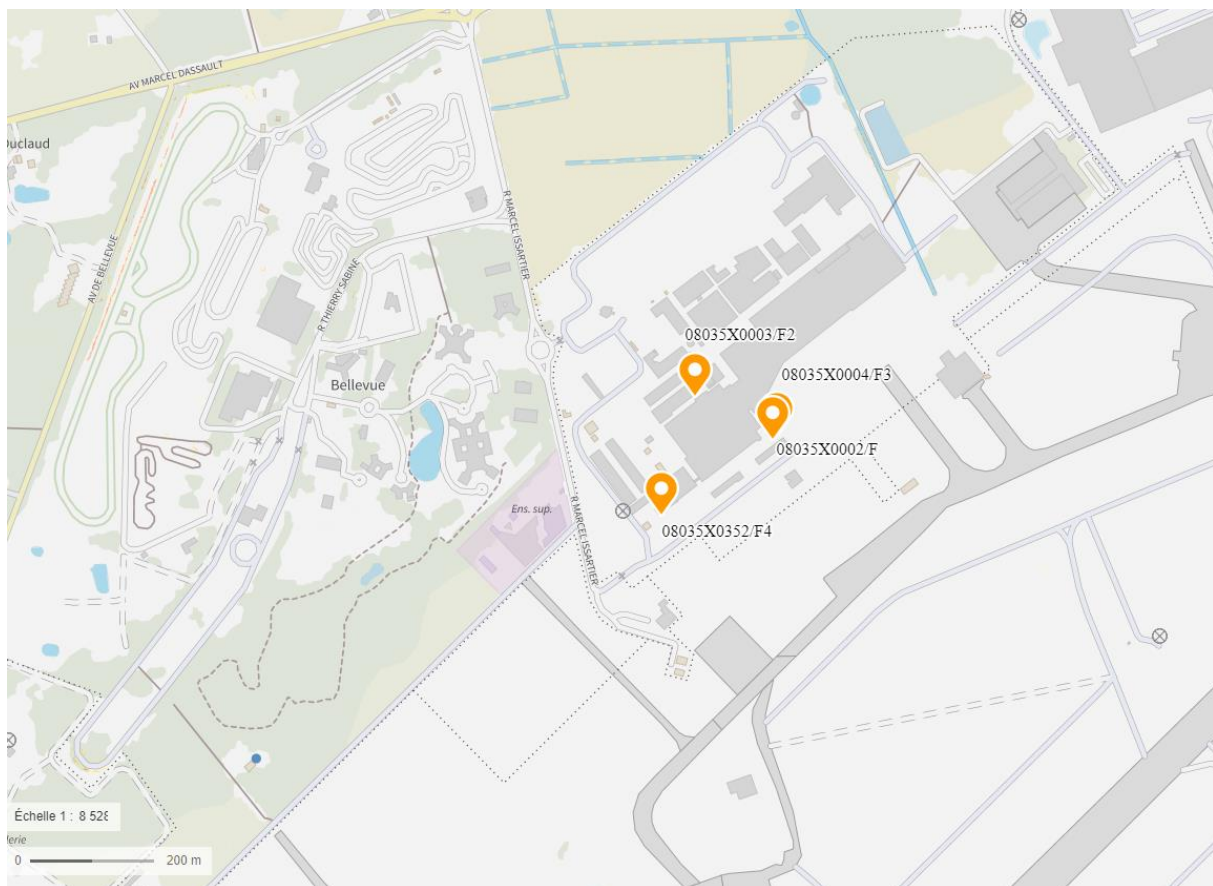 AV MARCEL DASSAULT
Duclaud
R MARCEL ISSARTIER
AV DE BELLEVUE
R THIERRY SABINE
08035X0003/F2
08035X0004/F3
Bellevue
08035X0002/F
Ens. sup.
R MARCEL ISSARTIER
08035X0352/F4
Échelle 1 : 8 528
lerie
0 200 m